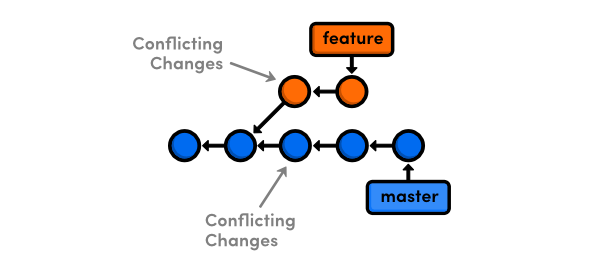 feature
Conflicting
Changes
master
Conflicting
Changes